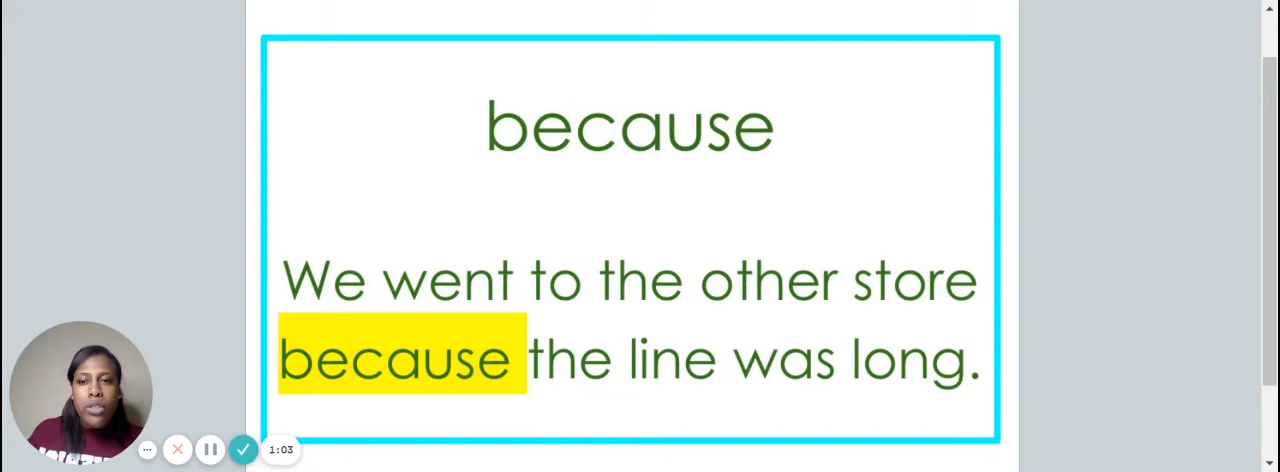 because
We went to the other store
because the line was long.
1:03